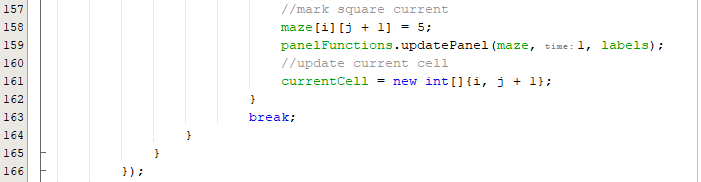 157 //mark square current
158 maze[i][j + 1] = 5;
159 panelFunctions.updatePanel(maze, time: 1, labels);
160 //update current cell
161 currentCell = new int[]{i, j + 1};
162 }
163 break;
164 }
165 }
166 });